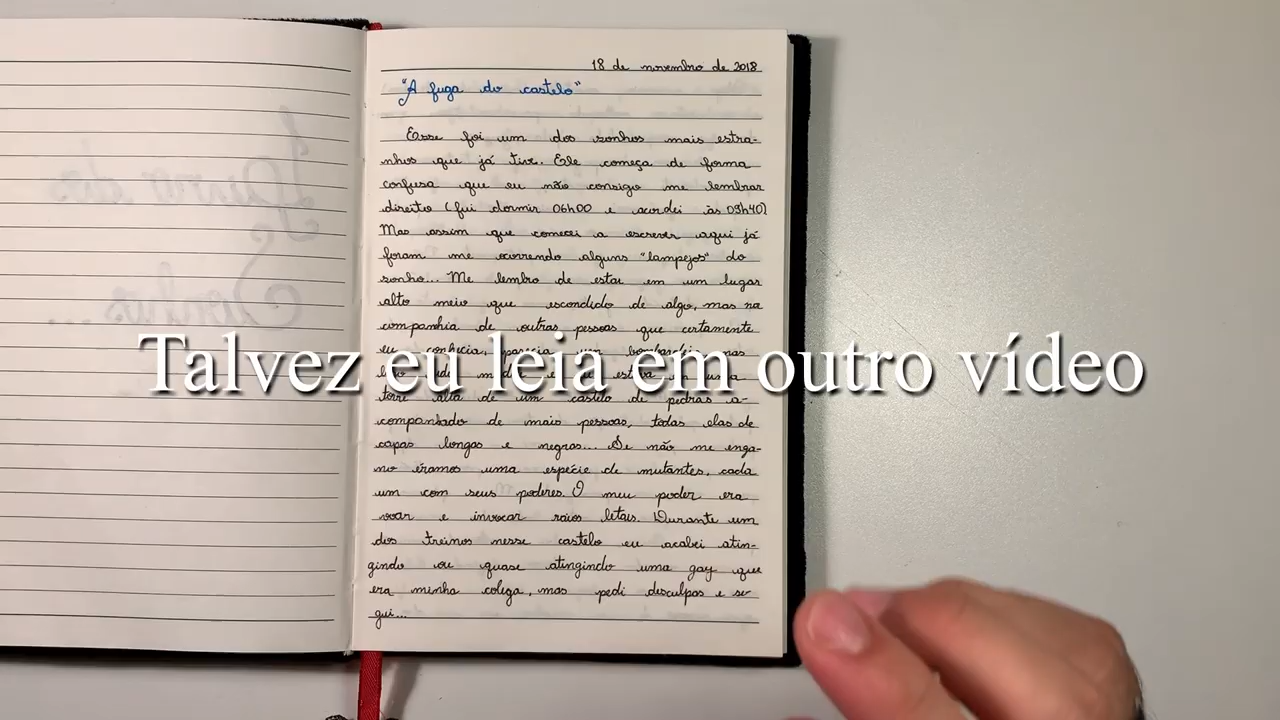 18 de novembro de 2018
"A fuga do castelo"
Esse foi um dos sonhos mais estra-
nhos que já tive. Ele começa de forma
confusa que eu não consigo me lembrar
direito (fui dormir 06h00 e acordei às 09h40)
Mas assim que comecei a escrever aqui já
foram me ocorrendo alguns "lampejos" do
sonho... Me lembro de estar em um lugar
alto meio que escondido de algo, mas na
companhia de outras pessoas que certamente
eu conhecia, parecia um
Talvez eu leia em outro vídeo
torre alta de um castelo de pedras a-
companhado de mais pessoas, todas elas de
capas longas e negras... Se não me enga-
no éramos uma espécie de mutantes, cada
um com seus poderes. O meu poder era
voar e invocar raios letais. Durante um
dos treinos nesse castelo eu acabei atin-
gindo ou quase atingindo uma gay que
era minha colega, mas pedi desculpas e se-
gui...